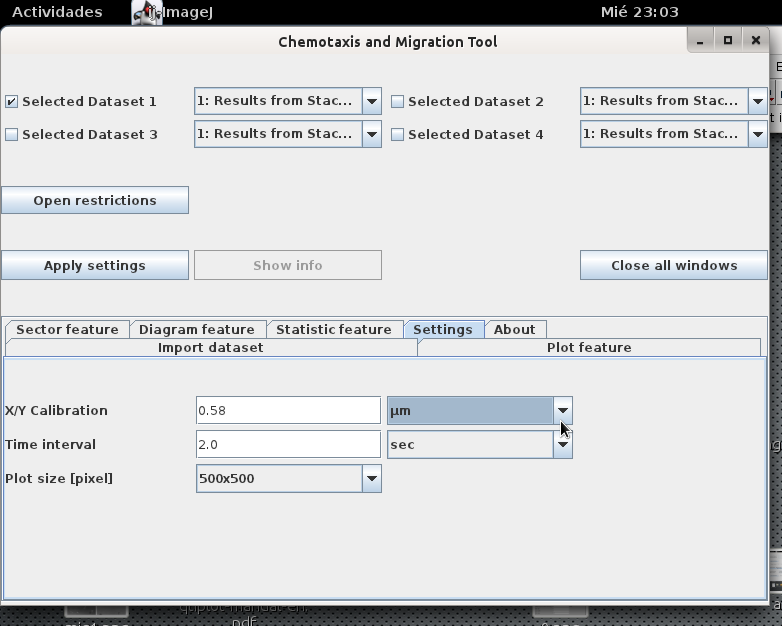 Actividades ImageJ Mié 23:03
Chemotaxis and Migration Tool
Selected Dataset 1 1: Results from Stac... Selected Dataset 2 1: Results from Stac...
Selected Dataset 3 1: Results from Stac... Selected Dataset 4 1: Results from Stac...
Open restrictions
Apply settings Show info Close all windows
Sector feature Diagram feature Statistic feature Settings About
Import dataset Plot feature
X/Y Calibration 0.58 µm
Time interval 2.0 sec
Plot size [pixel] 500x500
pdf